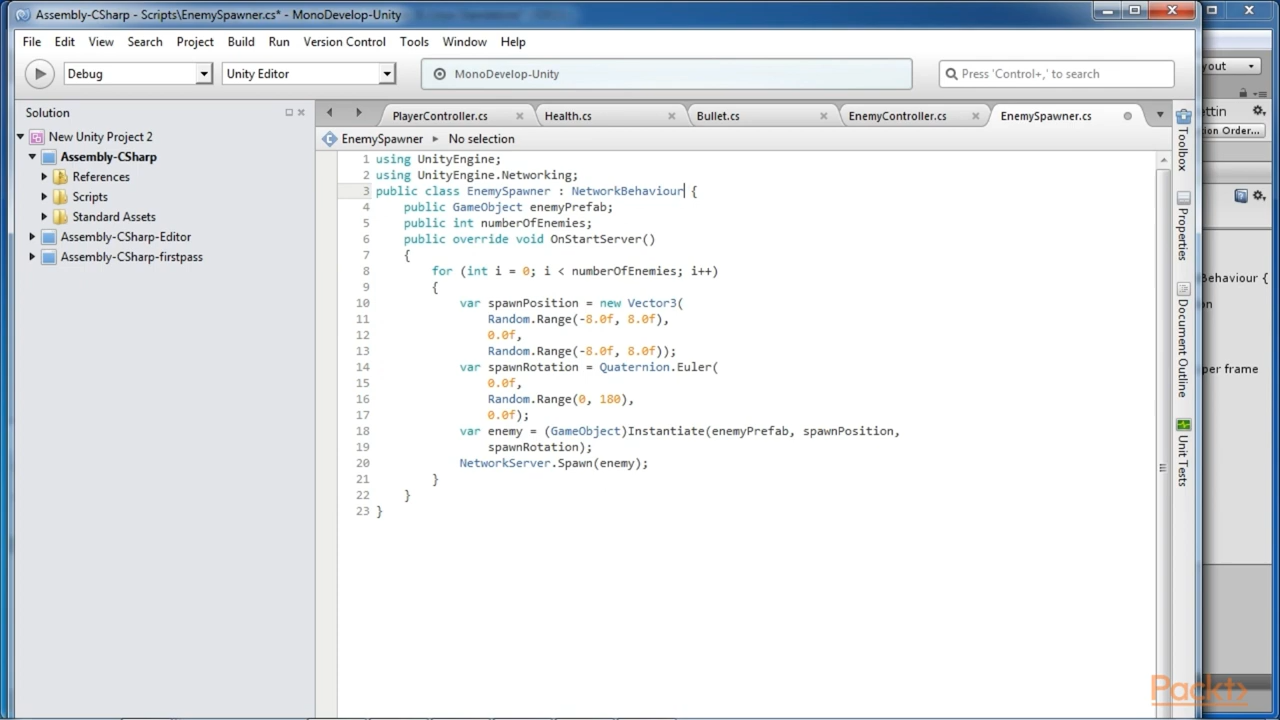 Assembly-CSharp - Scripts\EnemySpawner.cs* - MonoDevelop-Unity
File Edit View Search Project Build Run Version Control Tools Window Help
Debug
Unity Editor
MonoDevelop-Unity
Press 'Control+,' to search
Solution
New Unity Project 2
Assembly-CSharp
References
Scripts
Standard Assets
Assembly-CSharp-Editor
Assembly-CSharp-firstpass
PlayerController.cs
Health.cs
Bullet.cs
EnemyController.cs
EnemySpawner.cs
EnemySpawner No selection
1 using UnityEngine;
2 using UnityEngine.Networking;
3 public class EnemySpawner : NetworkBehaviour {
4 public GameObject enemyPrefab;
5 public int numberOfEnemies;
6 public override void OnStartServer()
7 {
8 for (int i = 0; i < numberOfEnemies; i++)
9 {
10 var spawnPosition = new Vector3(
11 Random.Range(-8.0f, 8.0f),
12 0.0f,
13 Random.Range(-8.0f, 8.0f));
14 var spawnRotation = Quaternion.Euler(
15 0.0f,
16 Random.Range(0, 180),
17 0.0f);
18 var enemy = (GameObject)Instantiate(enemyPrefab, spawnPosition,
19 spawnRotation);
20 NetworkServer.Spawn(enemy);
21 }
22 }
23 }
Toolbox
Properties
Document Outline
Unit Tests
yout
ettin
ion Order...
Behaviour {
on
per frame
Packt